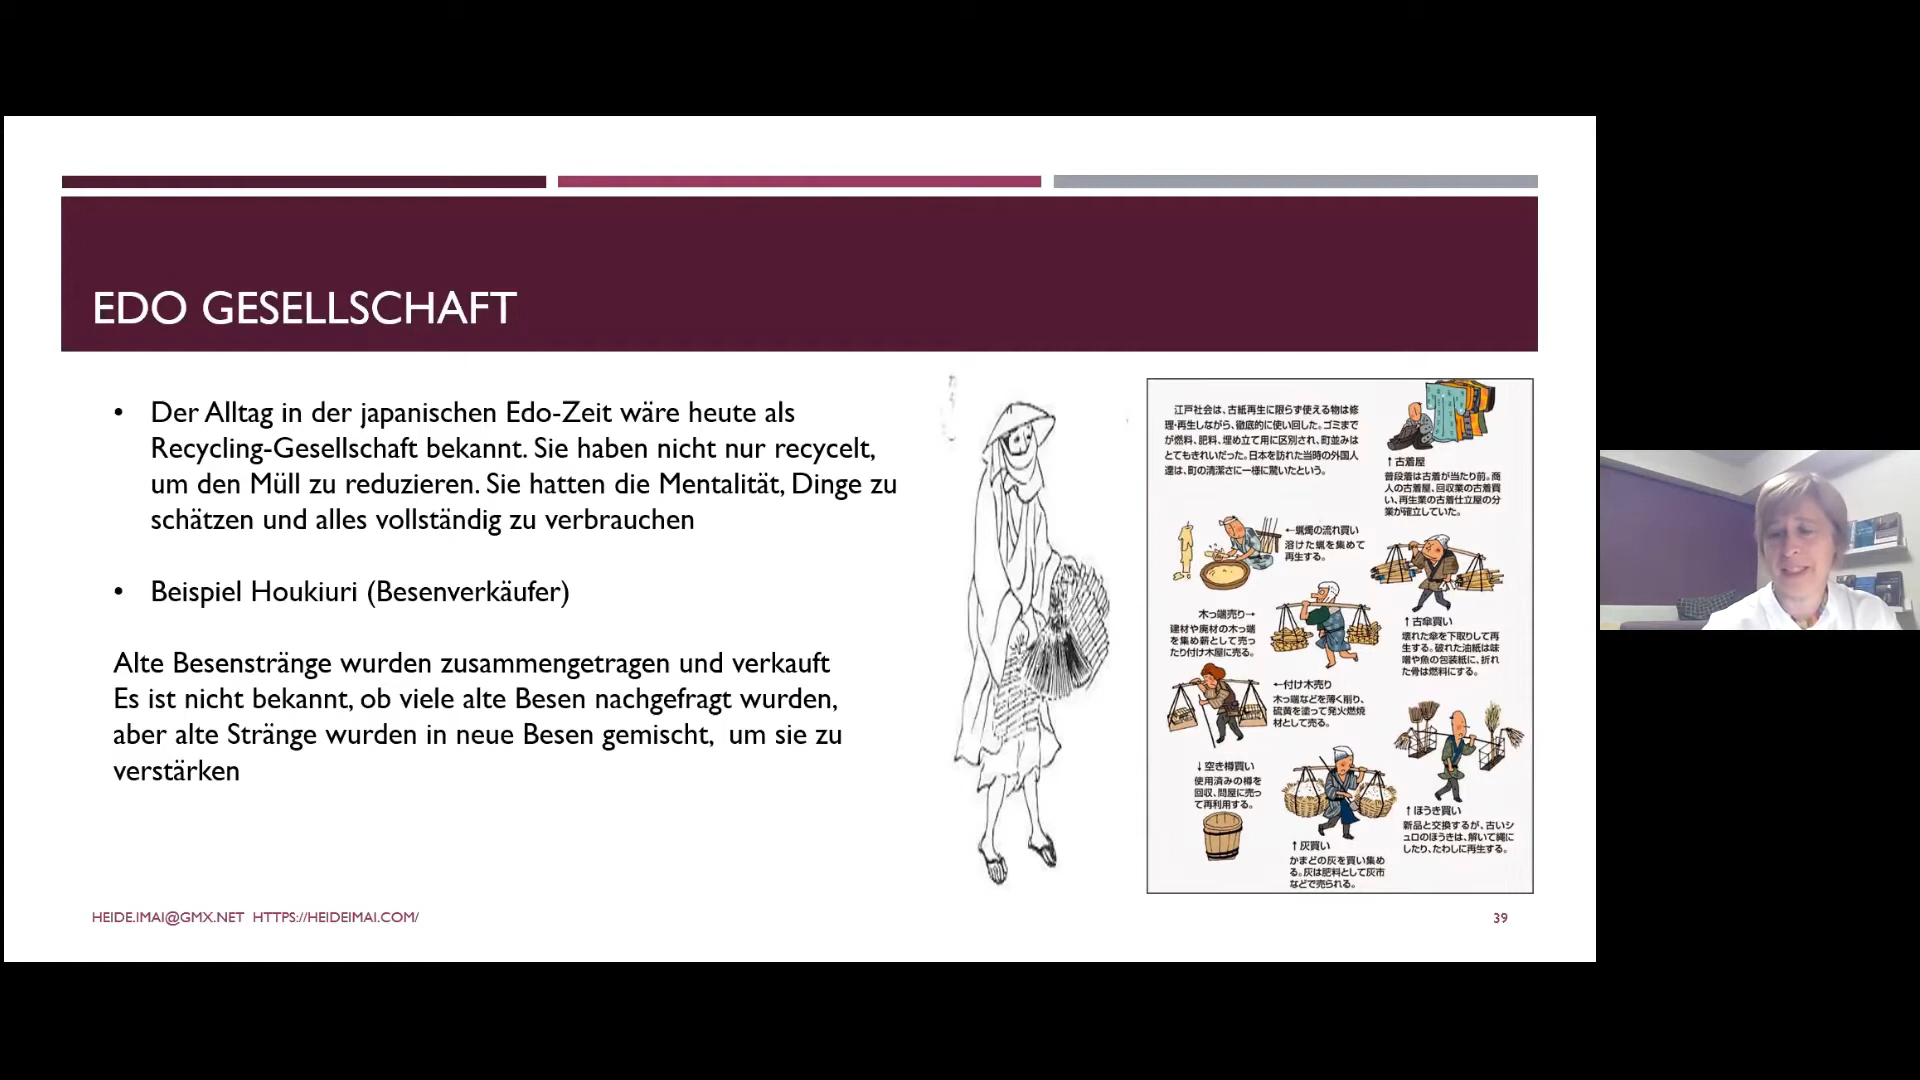 EDO GESELLSCHAFT
• Der Alltag in der japanischen Edo-Zeit wäre heute als
Recycling-Gesellschaft bekannt. Sie haben nicht nur recycelt,
um den Müll zu reduzieren. Sie hatten die Mentalität, Dinge zu
schätzen und alles vollständig zu verbrauchen
• Beispiel Houkiuri (Besenverkäufer)
Alte Besenstränge wurden zusammengetragen und verkauft
Es ist nicht bekannt, ob viele alte Besen nachgefragt wurden,
aber alte Stränge wurden in neue Besen gemischt, um sie zu
verstärken
江戸社会は、古紙再生に限らず使える物は修
理・再生しながら、徹底的に使い回した。ゴミまで
が燃料、肥料、埋め立て用に区別され、町並みは
とてもきれいだった。日本を訪れた当時の外国人
達は、町の清潔さに一様に驚いたという。
↑古着屋
普段着は古着が当たり前。商
人の古着屋、回収業の古着買
い、再生業の古着仕立屋の分
業が確立していた。
←蝋燭の流れ買い
溶けた蝋を集めて
再生する。
↑古傘買い
壊れた傘を下取りして再
生する。破れた油紙は味
噌や魚の包装紙に、折れ
た骨は燃料にする。
木っ端売り→
建材や廃材の木っ端
を集め薪として売っ
たり付け木屋に売る。
←付け木売り
木っ端などを薄く削り、
硫黄を塗って発火燃焼
材として売る。
↓空き樽買い
使用済みの樽を
回収、問屋に売っ
て再利用する。
↑ほうき買い
新品と交換するが、古いシ
ュロのほうきは、解いて縄に
したり、たわしに再生する。
↑灰買い
かまどの灰を買い集め
る。灰は肥料として灰市
などで売られる。
HEIDE.IMAI@GMX.NET HTTPS://HEIDEIMAI.COM/
39